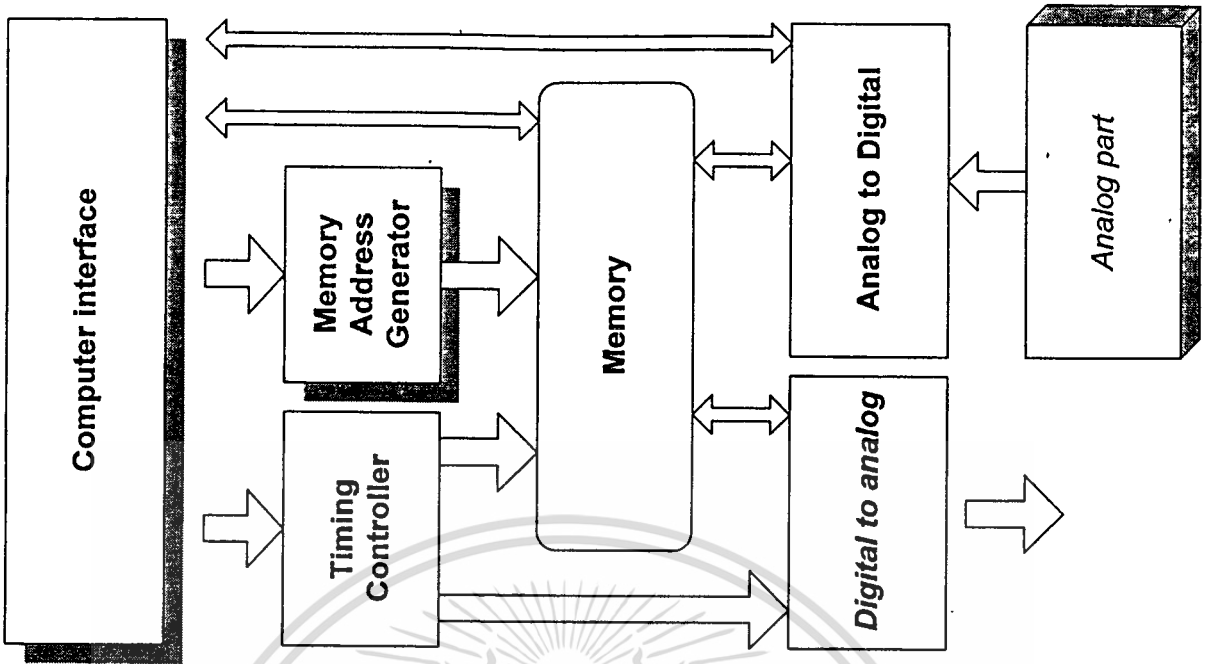 Computer interface
Timing
Controller
Memory
Address
Generator
Memory
Digital to analog
Analog to Digital
Analog part